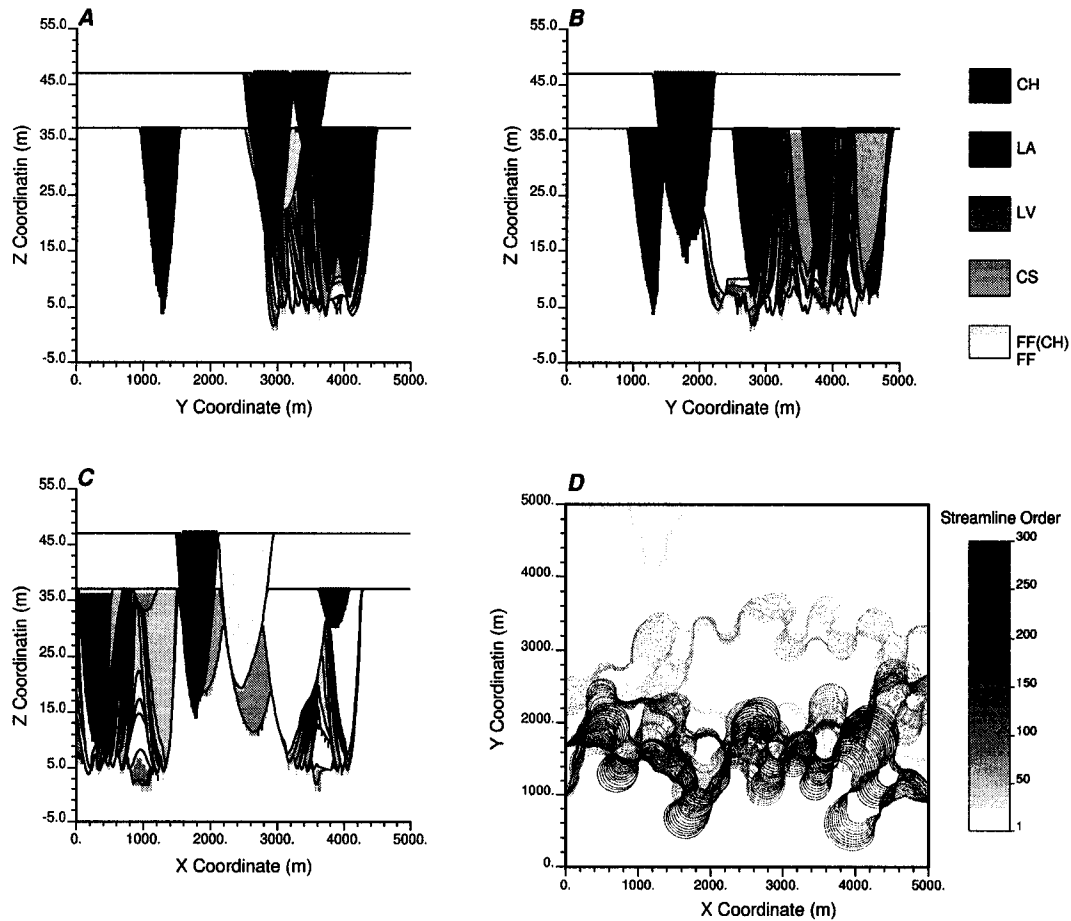 A
55.0
45.0
35.0
25.0
15.0
5.0
-5.0
Z Coordinatin (m)
0. 1000. 2000. 3000. 4000. 5000.
Y Coordinate (m)
B
55.0
45.0
35.0
25.0
15.0
5.0
-5.0
Z Coordinatin (m)
0. 1000. 2000. 3000. 4000. 5000.
Y Coordinate (m)
CH
LA
LV
CS
FF(CH)
FF
C
55.0
45.0
35.0
25.0
15.0
5.0
-5.0
Z Coordinatin (m)
0. 1000. 2000. 3000. 4000. 5000.
X Coordinate (m)
D
5000.
4000.
3000.
2000.
1000.
0.
Y Coordinatin (m)
0. 1000. 2000. 3000. 4000. 5000.
X Coordinate (m)
Streamline Order
300
250
200
150
100
50
1